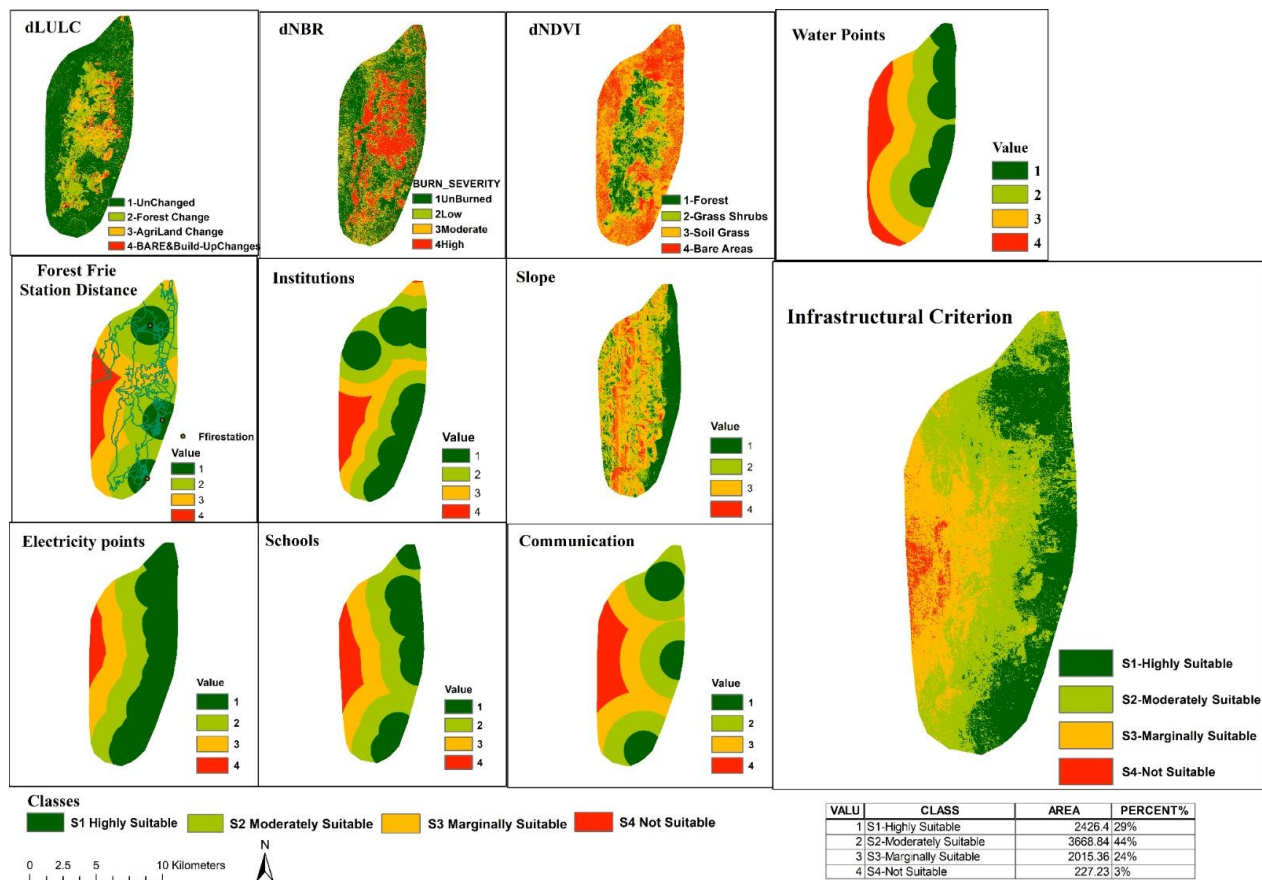 dLULC
1-UnChanged
2-Forest Change
3-AgriLand Change
4-BARE&Build-UpChanges
dNBR
BURN_SEVERITY
1UnBurned
2Low
3Moderate
4High
dNDVI
1-Forest
2-Grass Shrubs
3-Soil Grass
4-Bare Areas
Water Points
Value
1
2
3
4
Forest Frie
Station Distance
Ffirestation
Value
1
2
3
4
Institutions
Value
1
2
3
4
Slope
Value
1
2
3
4
Infrastructural Criterion
S1-Highly Suitable
S2-Moderately Suitable
S3-Marginally Suitable
S4-Not Suitable
Electricity points
Value
1
2
3
4
Schools
Value
1
2
3
4
Communication
Value
1
2
3
4
Classes
S1 Highly Suitable S2 Moderately Suitable S3 Marginally Suitable S4 Not Suitable
0 2.5 5 10 Kilometers
N
VALU CLASS AREA PERCENT%
1 S1-Highly Suitable 2426.4 29%
2 S2-Moderately Suitable 3668.84 44%
3 S3-Marginally Suitable 2015.36 24%
4 S4-Not Suitable 227.23 3%